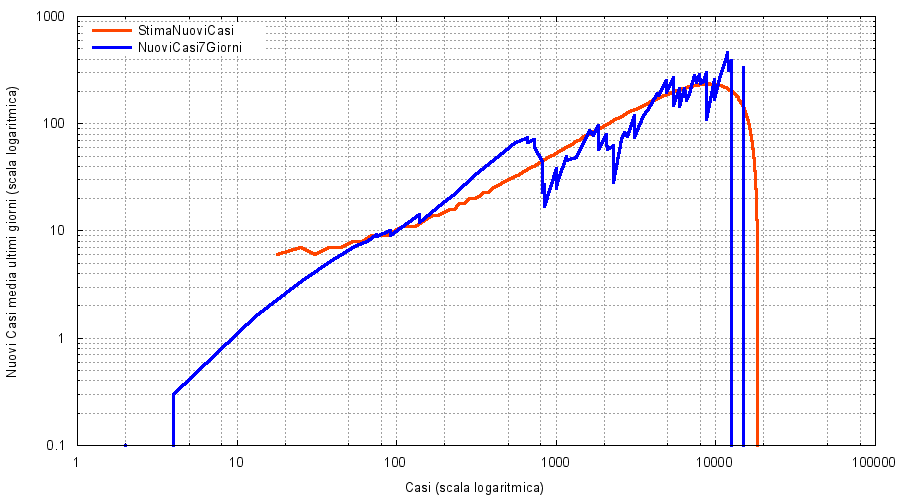 1000
StimaNuoviCasi
NuoviCasi7Giorni
100
10
1
0.1
1 10 100 1000 10000 100000
Nuovi Casi media ultimi giorni (scala logaritmica)
Casi (scala logaritmica)